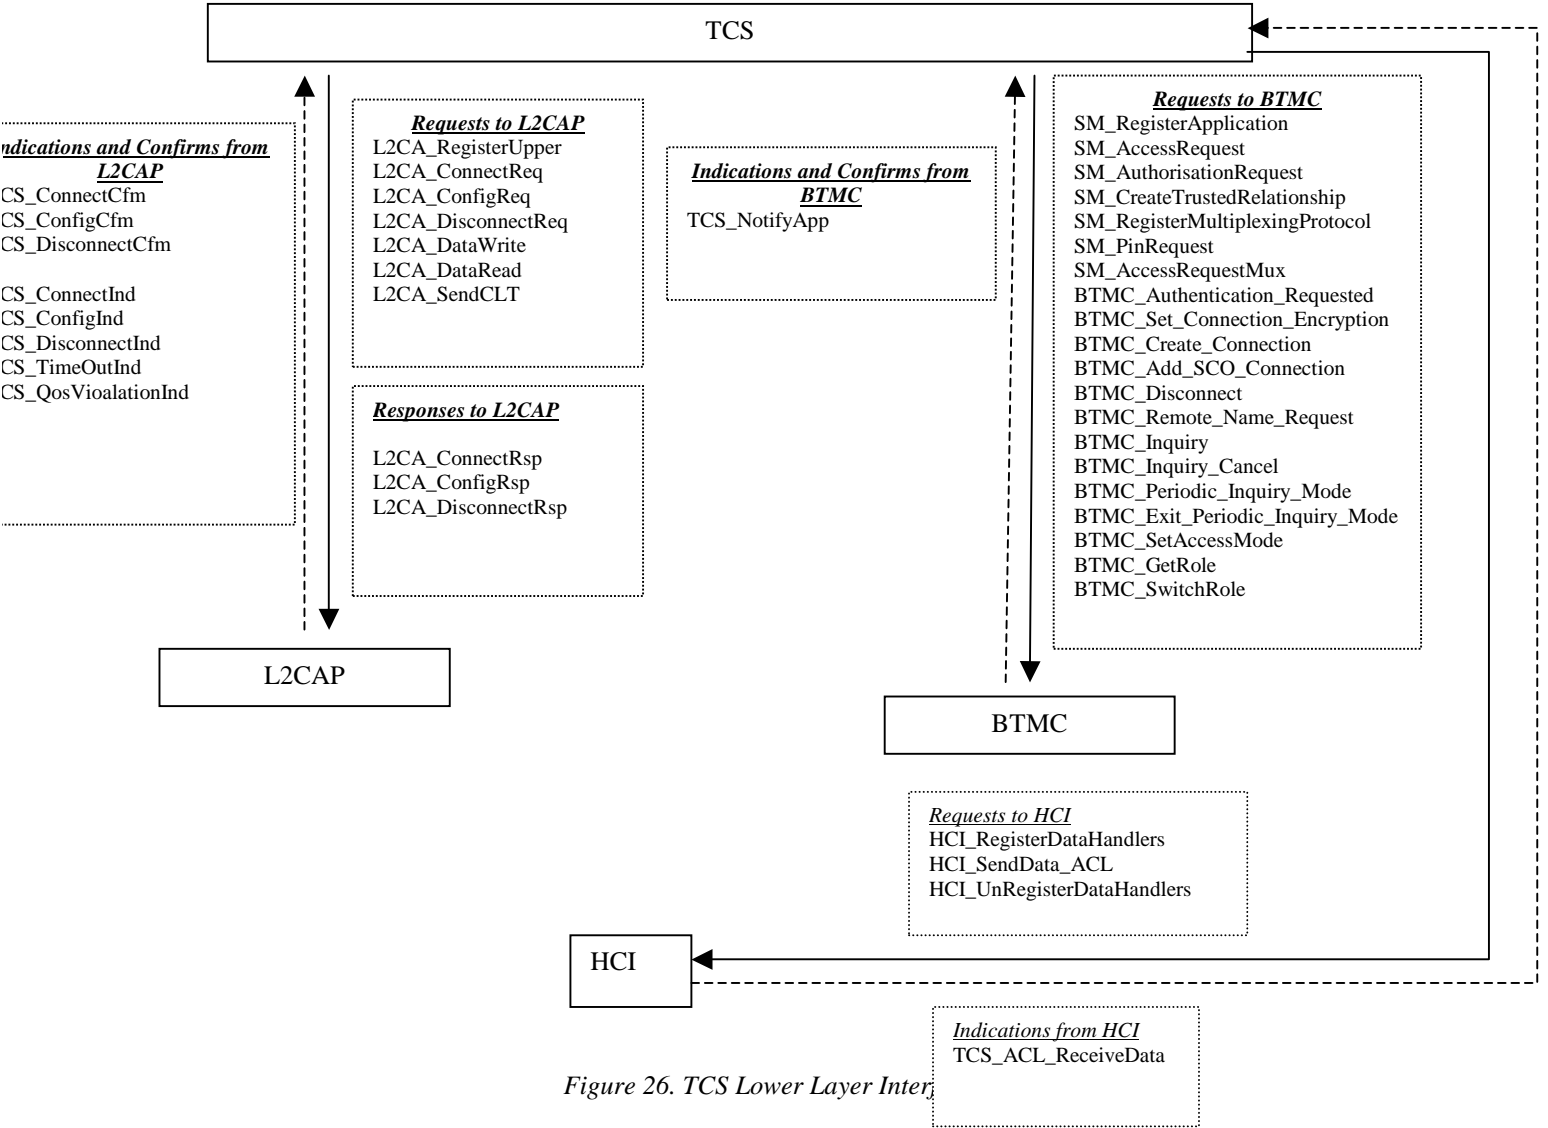 TCS
ndications and Confirms from
L2CAP
CS_ConnectCfm
CS_ConfigCfm
CS_DisconnectCfm
CS_ConnectInd
CS_ConfigInd
CS_DisconnectInd
CS_TimeOutInd
CS_QosVioalationInd
Requests to L2CAP
L2CA_RegisterUpper
L2CA_ConnectReq
L2CA_ConfigReq
L2CA_DisconnectReq
L2CA_DataWrite
L2CA_DataRead
L2CA_SendCLT
Responses to L2CAP
L2CA_ConnectRsp
L2CA_ConfigRsp
L2CA_DisconnectRsp
Indications and Confirms from
BTMC
TCS_NotifyApp
Requests to BTMC
SM_RegisterApplication
SM_AccessRequest
SM_AuthorisationRequest
SM_CreateTrustedRelationship
SM_RegisterMultiplexingProtocol
SM_PinRequest
SM_AccessRequestMux
BTMC_Authentication_Requested
BTMC_Set_Connection_Encryption
BTMC_Create_Connection
BTMC_Add_SCO_Connection
BTMC_Disconnect
BTMC_Remote_Name_Request
BTMC_Inquiry
BTMC_Inquiry_Cancel
BTMC_Periodic_Inquiry_Mode
BTMC_Exit_Periodic_Inquiry_Mode
BTMC_SetAccessMode
BTMC_GetRole
BTMC_SwitchRole
L2CAP
BTMC
Requests to HCI
HCI_RegisterDataHandlers
HCI_SendData_ACL
HCI_UnRegisterDataHandlers
HCI
Indications from HCI
TCS_ACL_ReceiveData
Figure 26. TCS Lower Layer Inter